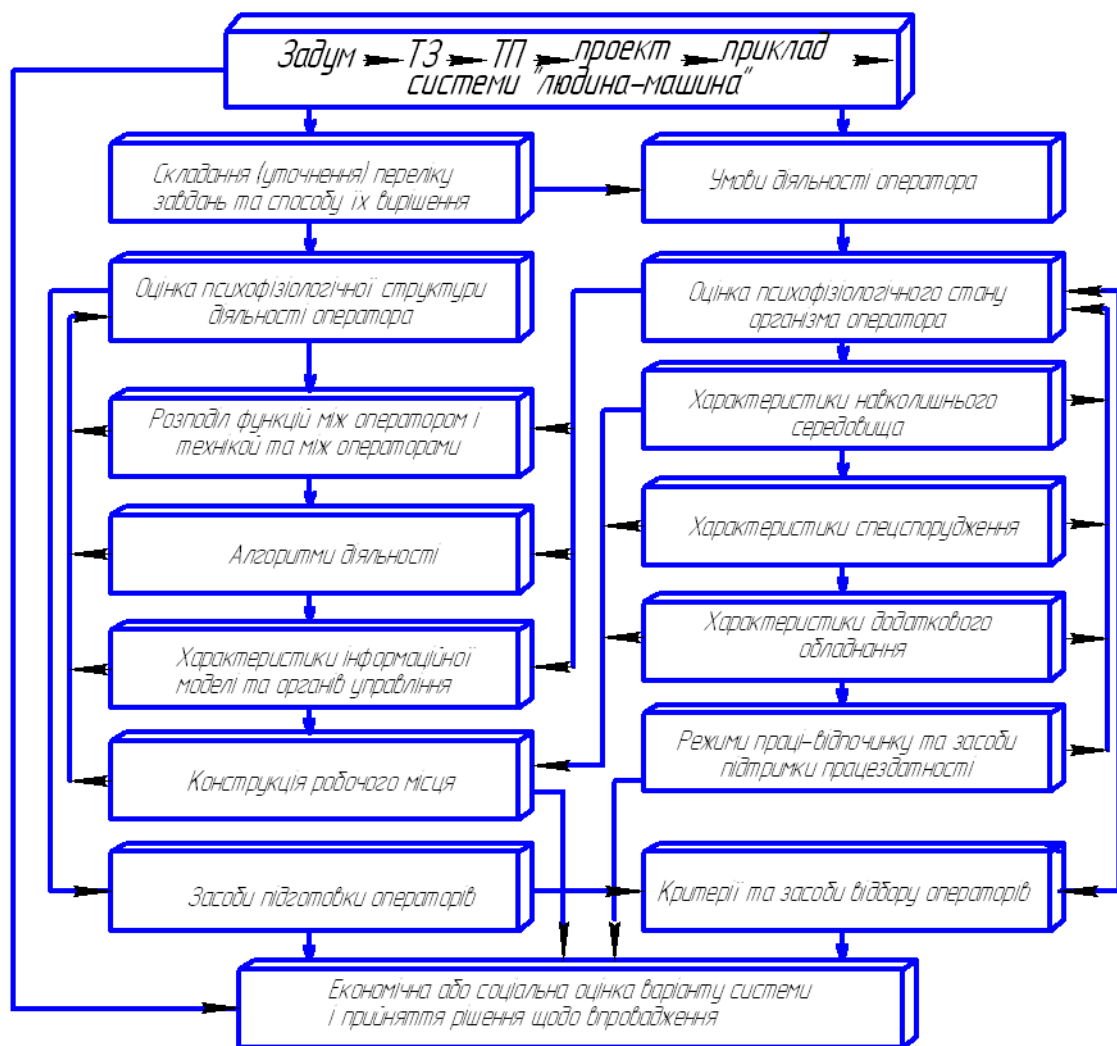 Задум ТЗ ТП проект приклад
системи "людина-машина"
Складання (уточнення) переліку
завдань та способу їх вирішення
Умови діяльності оператора
Оцінка психофізіологічної структури
діяльності оператора
Оцінка психофізіологічного стану
організма оператора
Розподіл функцій між оператором і
технікой та між операторами
Характеристики навколишнього
середовища
Алгоритми діяльності
Характеристики спецспорудження
Характеристики інформаційної
моделі та органів управління
Характеристики додаткового
обладнання
Конструкція робочого місця
Режими праці-відпочинку та засоби
підтримки працездатності
Засоби підготовки операторів
Критерії та засоби відбору операторів
Економічна або соціальна оцінка варіанту системи
і прийняття рішення щодо впровадження